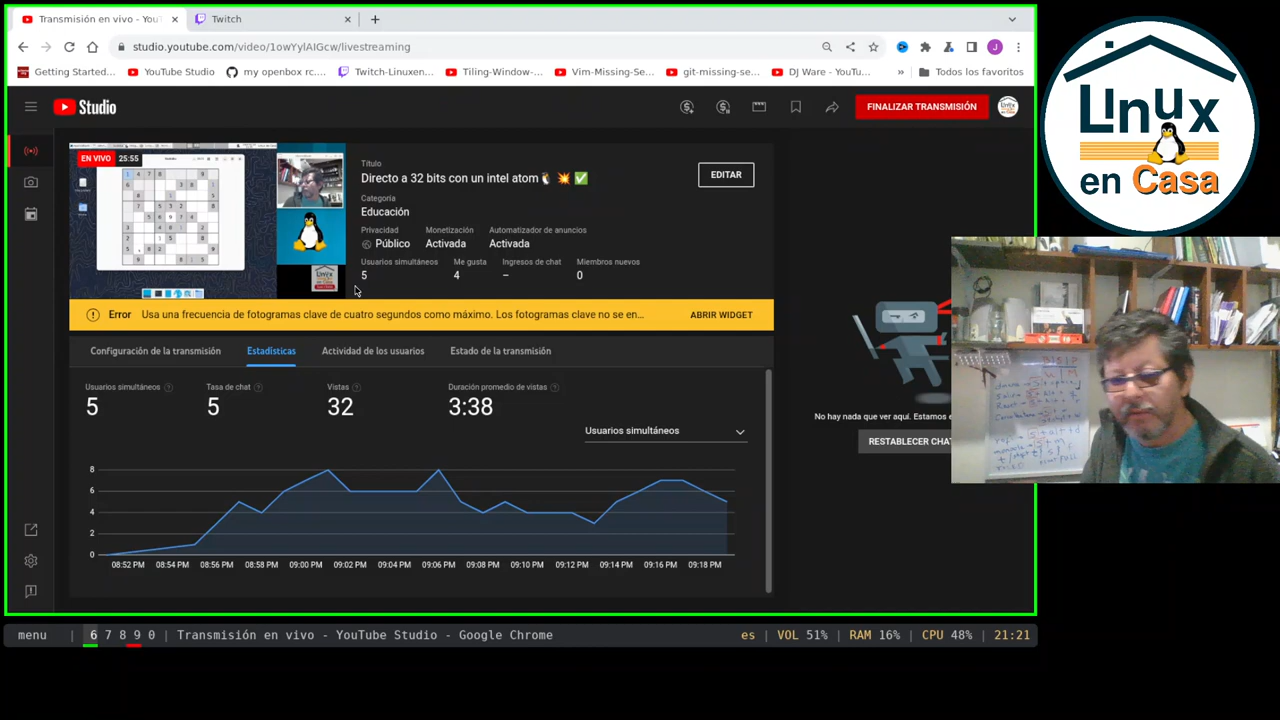 Transmisión en vivo - YouT
Twitch
studio.youtube.com/video/1owYylAIGcw/livestreaming
J
Getting Started...
YouTube Studio
my openbox rc....
Twitch-Linuxen...
Tiling-Window-...
Vim-Missing-Se...
git-missing-se...
DJ Ware - YouTu...
»
Todos los favoritos
Studio
FINALIZAR TRANSMISIÓN
EN VIVO 25:55
Título
Directo a 32 bits con un intel atom🐧 💥 ✅
EDITAR
Categoría
Educación
Privacidad Monetización Automatizador de anuncios
Público Activada Activada
Usuarios simultáneos Me gusta Ingresos de chat Miembros nuevos
5 4 – 0
Error Usa una frecuencia de fotogramas clave de cuatro segundos como máximo. Los fotogramas clave no se en... ABRIR WIDGET
Configuración de la transmisión Estadísticas Actividad de los usuarios Estado de la transmisión
Usuarios simultáneos Tasa de chat Vistas Duración promedio de vistas
5 5 32 3:38
Usuarios simultáneos
8
6
4
2
0
08:52 PM 08:54 PM 08:56 PM 08:58 PM 09:00 PM 09:02 PM 09:04 PM 09:06 PM 09:08 PM 09:10 PM 09:12 PM 09:14 PM 09:16 PM 09:18 PM
No hay nada que ver aquí. Estamos e
RESTABLECER CHA
Linux
en Casa
menu | 6 7 8 9 0 | Transmisión en vivo - YouTube Studio - Google Chrome
es | VOL 51% | RAM 16% | CPU 48% | 21:21